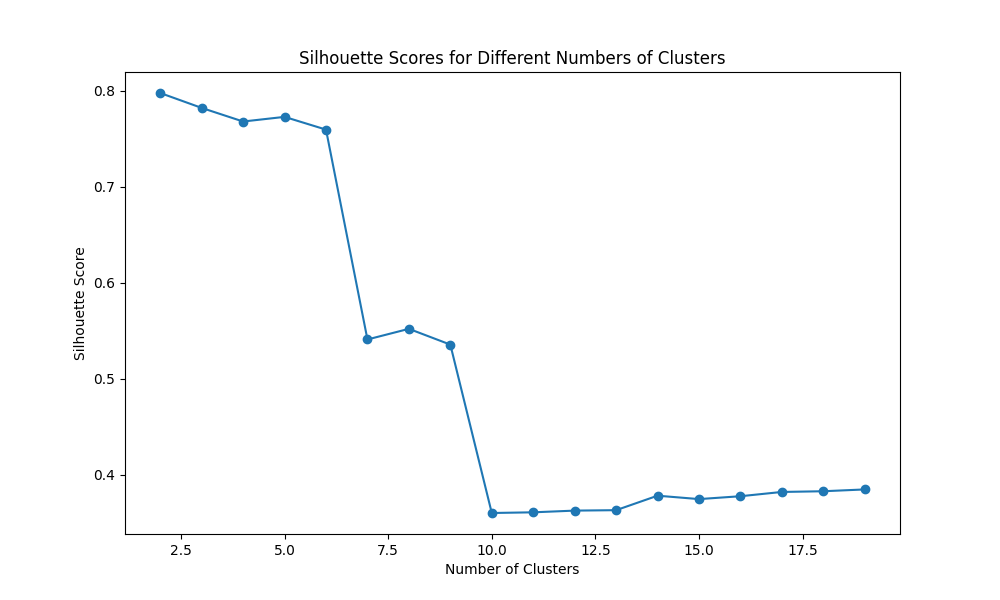 Silhouette Scores for Different Numbers of Clusters
0.8
0.7
0.6
0.5
0.4
Silhouette Score
2.5 5.0 7.5 10.0 12.5 15.0 17.5
Number of Clusters